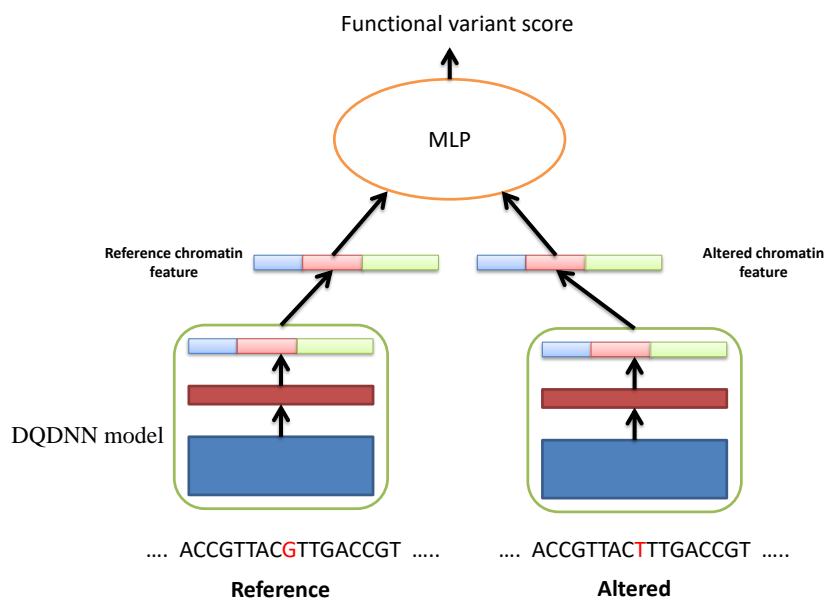 Functional variant score
MLP
Reference chromatin
feature
Altered chromatin
feature
DQDNN model
.... ACCGTTACGTTGACCGT .....
.... ACCGTTACTTTGACCGT .....
Reference
Altered